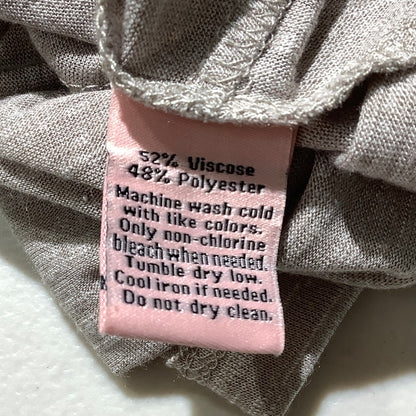 52% Viscose
48% Polyester
Machine wash cold
with like colors.
Only non-chlorine
bleach when needed.
Tumble dry low.
Cool iron if needed.
Do not dry clean.